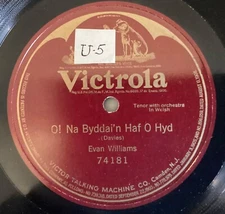 U-5
Victrola
Tenor with orchestra
In Welsh
O! Na Byddai'n Haf O Hyd
(Davies)
Evan Williams
74181
VICTOR TALKING MACHINE CO. Camden, N.J.